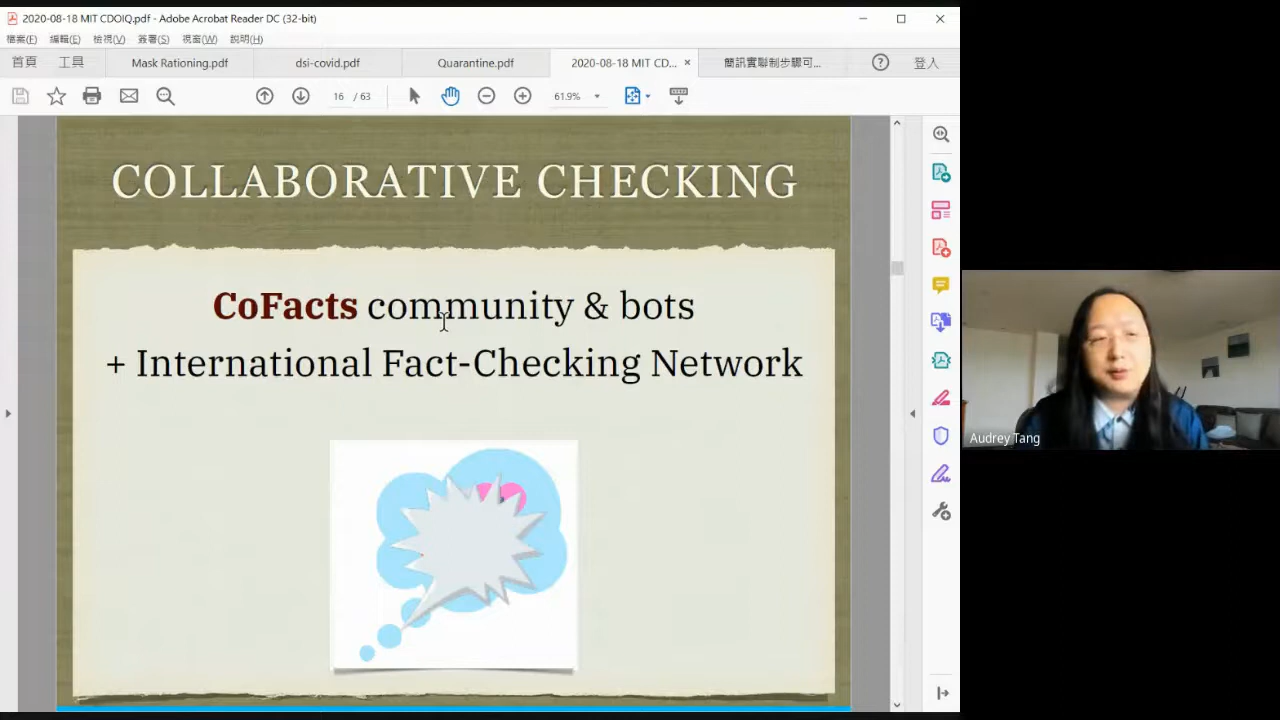 2020-08-18 MIT CDOIQ.pdf - Adobe Acrobat Reader DC (32-bit)
檔案(F) 編輯(E) 檢視(V) 簽署(S) 視窗(W) 說明(H)
首頁 工具 Mask Rationing.pdf dsi-covid.pdf Quarantine.pdf 2020-08-18 MIT CD... × 簡訊實聯制步驟可... ? 登入
16 / 63 61.9%
COLLABORATIVE CHECKING
CoFacts community & bots
+ International Fact-Checking Network
Audrey Tang